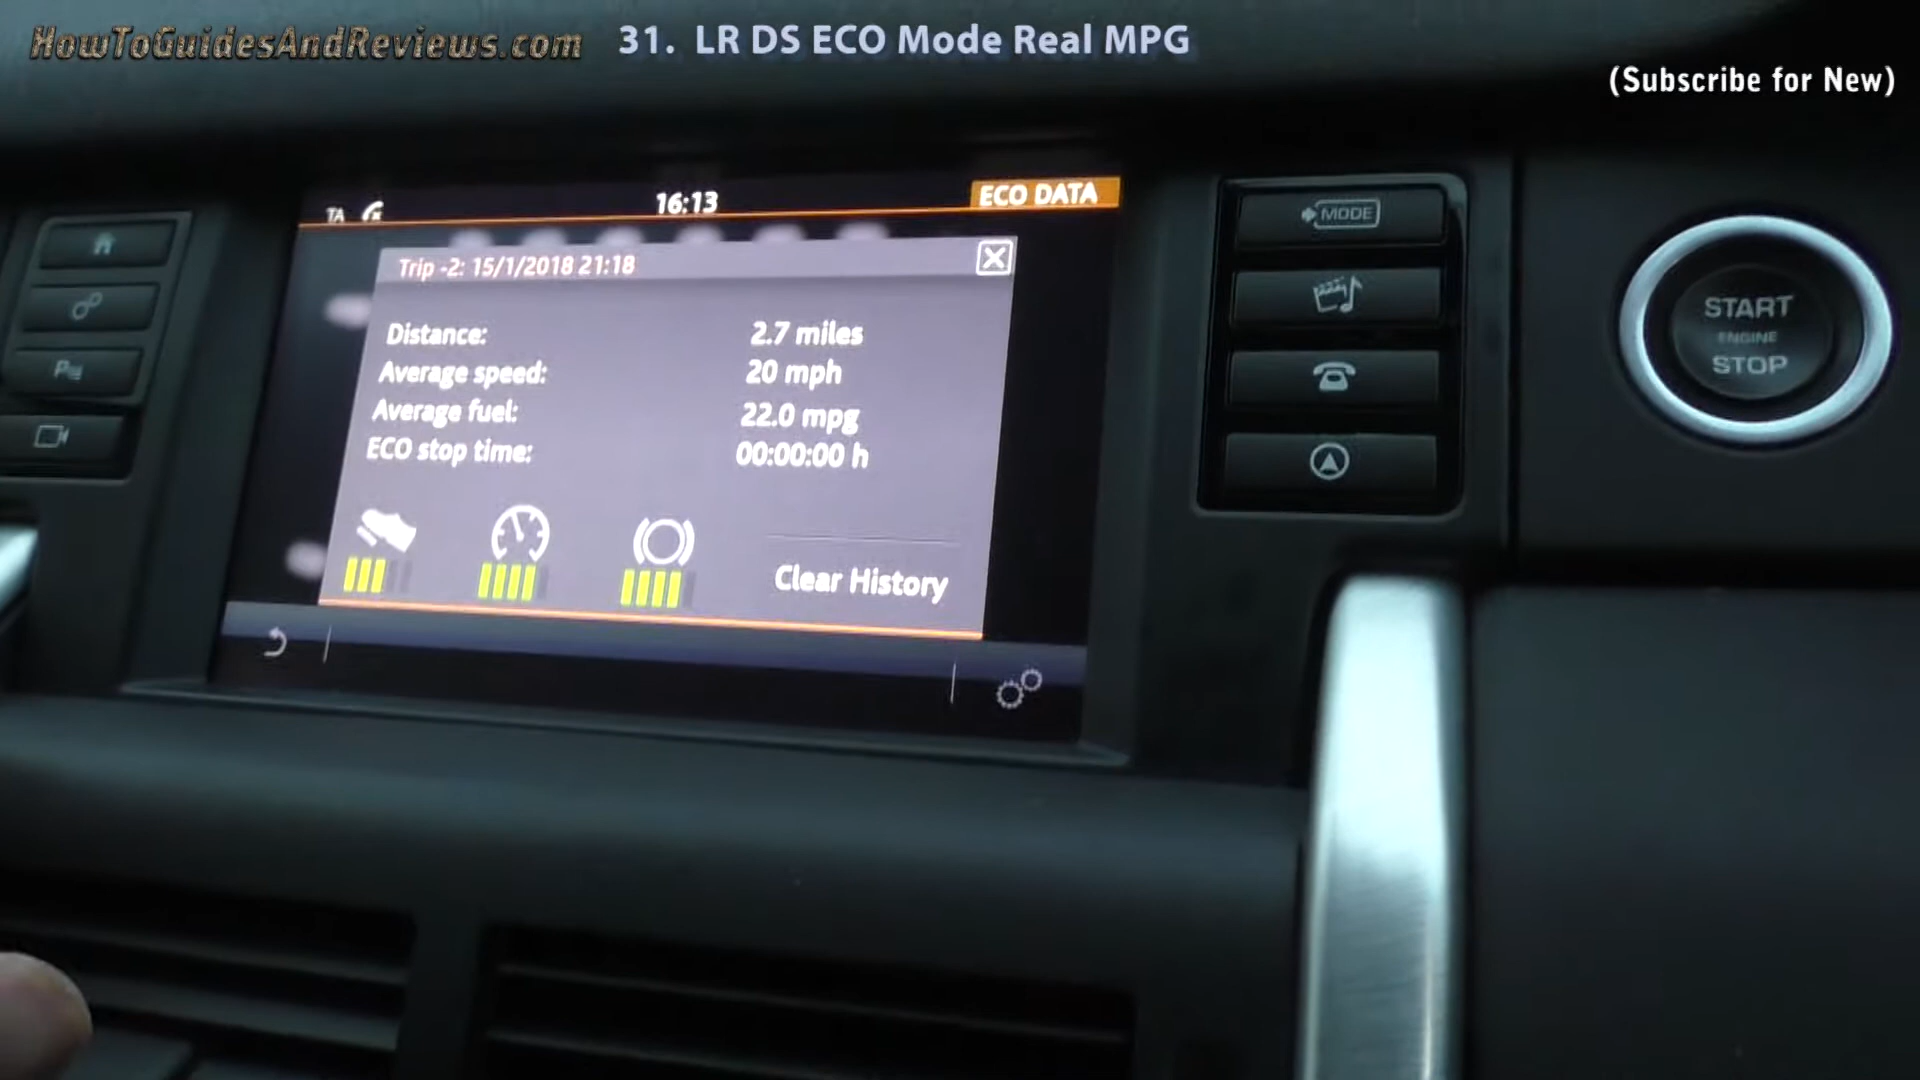 HowToGuidesAndReviews.com
31. LR DS ECO Mode Real MPG
(Subscribe for New)
TA
16:13
ECO DATA
Trip -2: 15/1/2018 21:18
Distance: 2.7 miles
Average speed: 20 mph
Average fuel: 22.0 mpg
ECO stop time: 00:00:00 h
Clear History
MODE
START
ENGINE
STOP
P